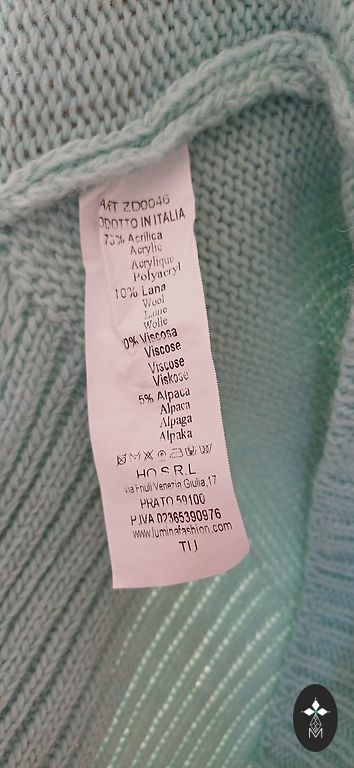 ART ZD0046
ODOTTO IN ITALIA
75% Acrilica
Acrylic
Acrylique
Polyacryl
10% Lana
Wool
Laine
Wolle
0% Viscosa
Viscose
Viscose
Viskose
5% Alpaca
Alpaca
Alpaga
Alpaka
HO S.R.L
Via Friuli Venezia Giulia,17
PRATO 59100
P.IVA 02365390976
www.luminafashion.com
M